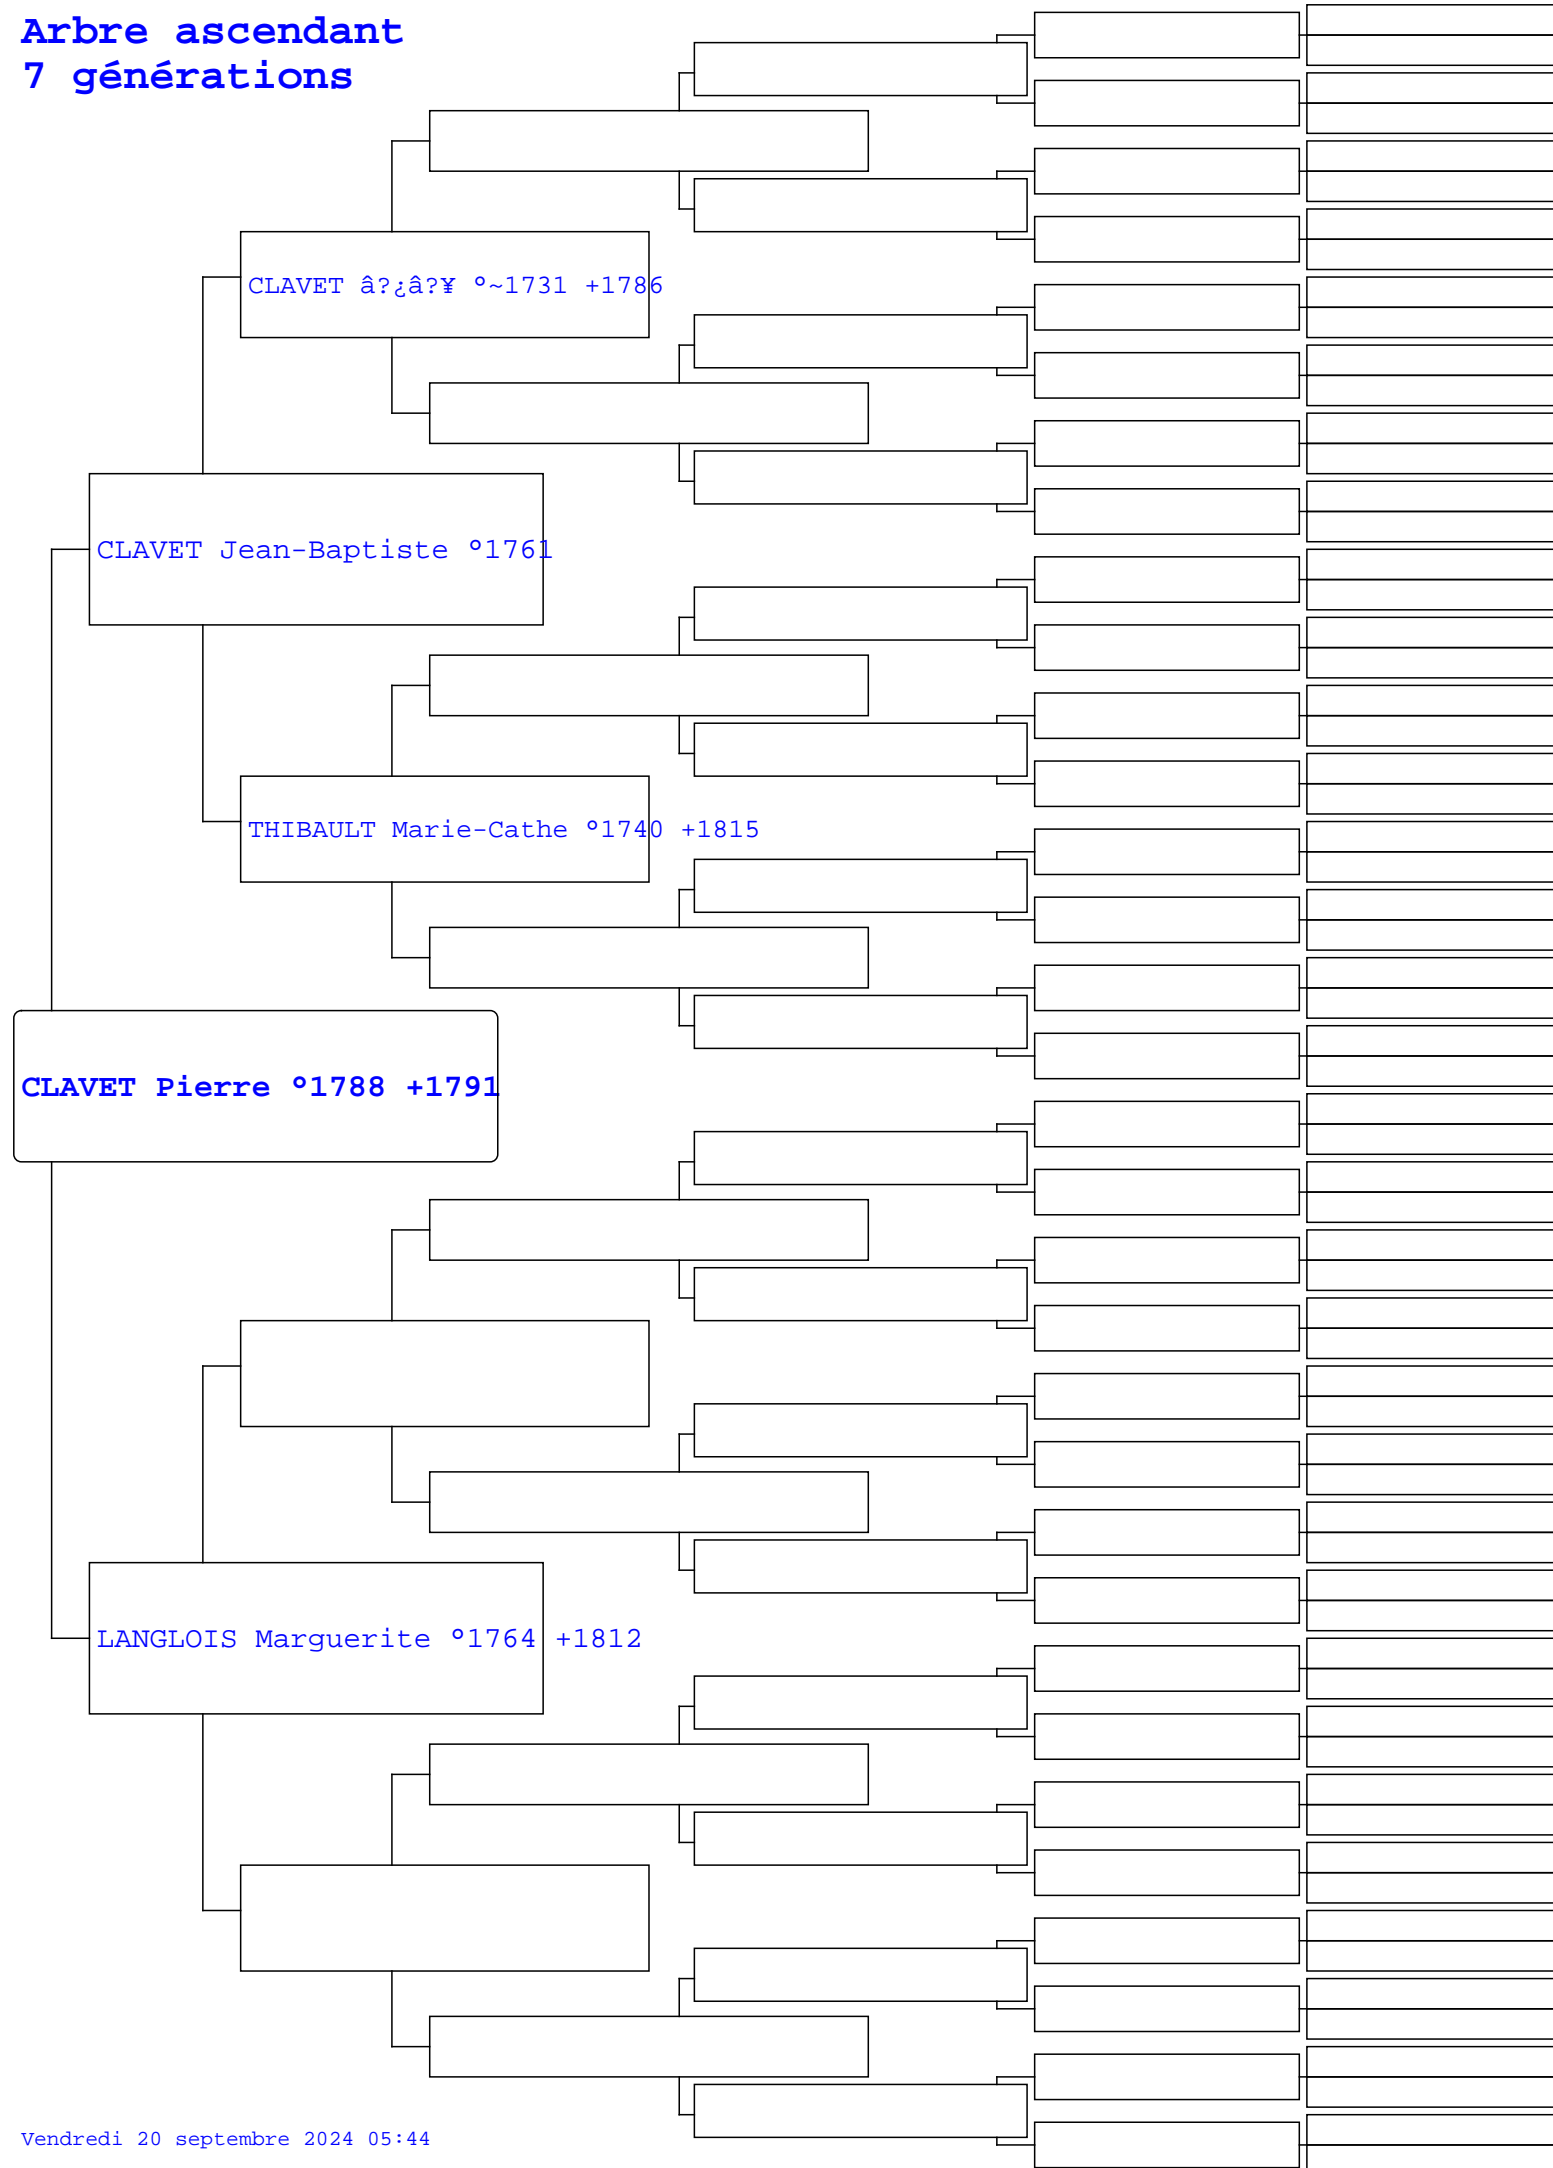 Arbre ascendant
7 générations
CLAVET â?¿â?¥ °~1731 +1786
CLAVET Jean-Baptiste °1761
THIBAULT Marie-Cathe °1740 +1815
CLAVET Pierre °1788 +1791
LANGLOIS Marguerite °1764 +1812
Vendredi 20 septembre 2024 05:44